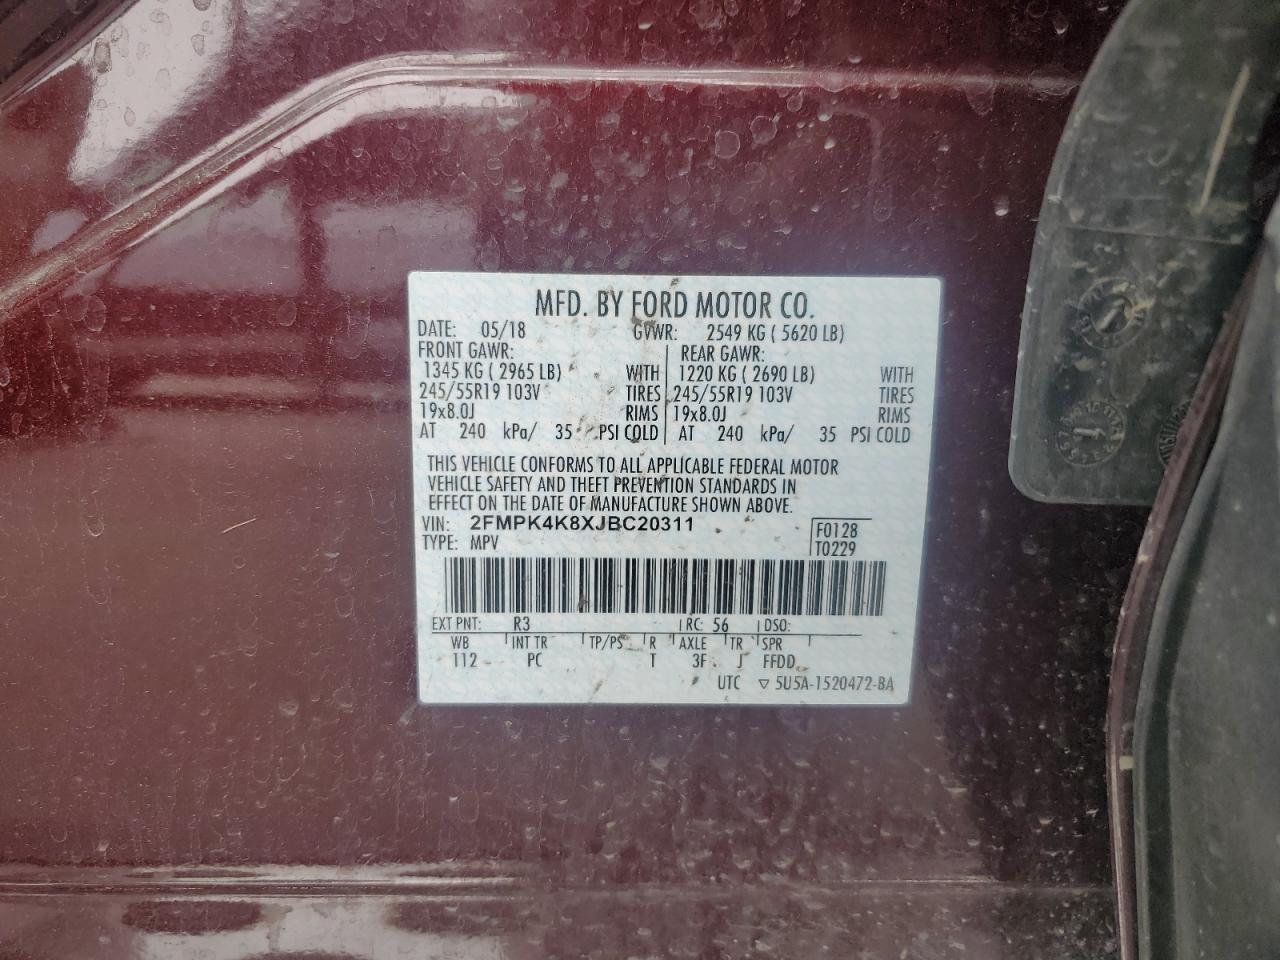 MFD. BY FORD MOTOR CO.
DATE: 05/18 GVWR: 2549 KG ( 5620 LB)
FRONT GAWR: REAR GAWR:
1345 KG ( 2965 LB) WITH 1220 KG ( 2690 LB) WITH
245/55R19 103V TIRES 245/55R19 103V TIRES
19x8.0J RIMS 19x8.0J RIMS
AT 240 kPa/ 35 PSI COLD AT 240 kPa/ 35 PSI COLD
THIS VEHICLE CONFORMS TO ALL APPLICABLE FEDERAL MOTOR
VEHICLE SAFETY AND THEFT PREVENTION STANDARDS IN
EFFECT ON THE DATE OF MANUFACTURE SHOWN ABOVE.
VIN: 2FMPK4K8XJBC20311 F0128
TYPE: MPV T0229
EXT PNT: R3 RC: 56 DSO:
WB INT TR TP/PS R AXLE TR SPR
112 PC T 3F J FFDD
UTC ▽ 5U5A-1520472-BA